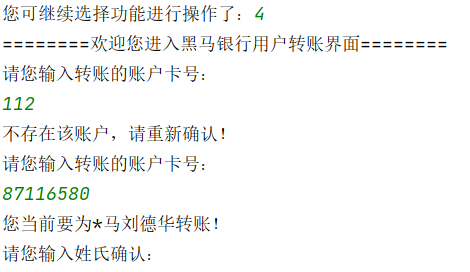 您可继续选择功能进行操作了：4
========欢迎您进入黑马银行用户转账界面========
请您输入转账的账户卡号：
112
不存在该账户，请重新确认！
请您输入转账的账户卡号：
87116580
您当前要为*马刘德华转账！
请您输入姓氏确认：